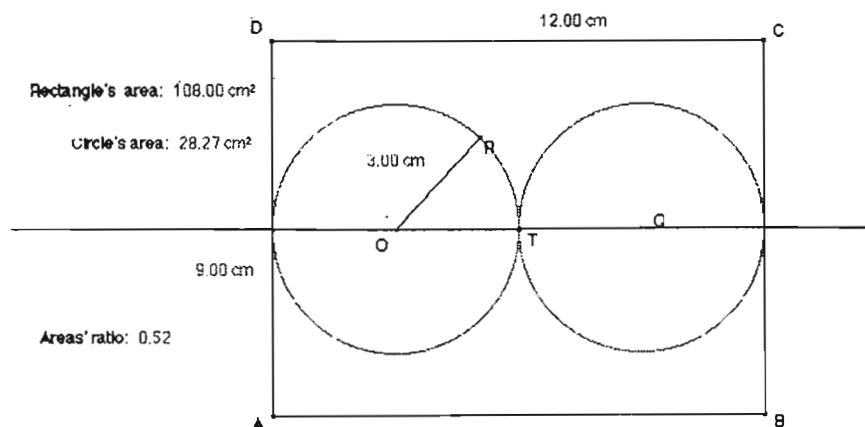 12.00 cm
D
C
Rectangle's area: 108.00 cm²
Circle's area: 28.27 cm²
R
3.00 cm
O
T
Q
9.00 cm
Areas' ratio: 0.52
A
B